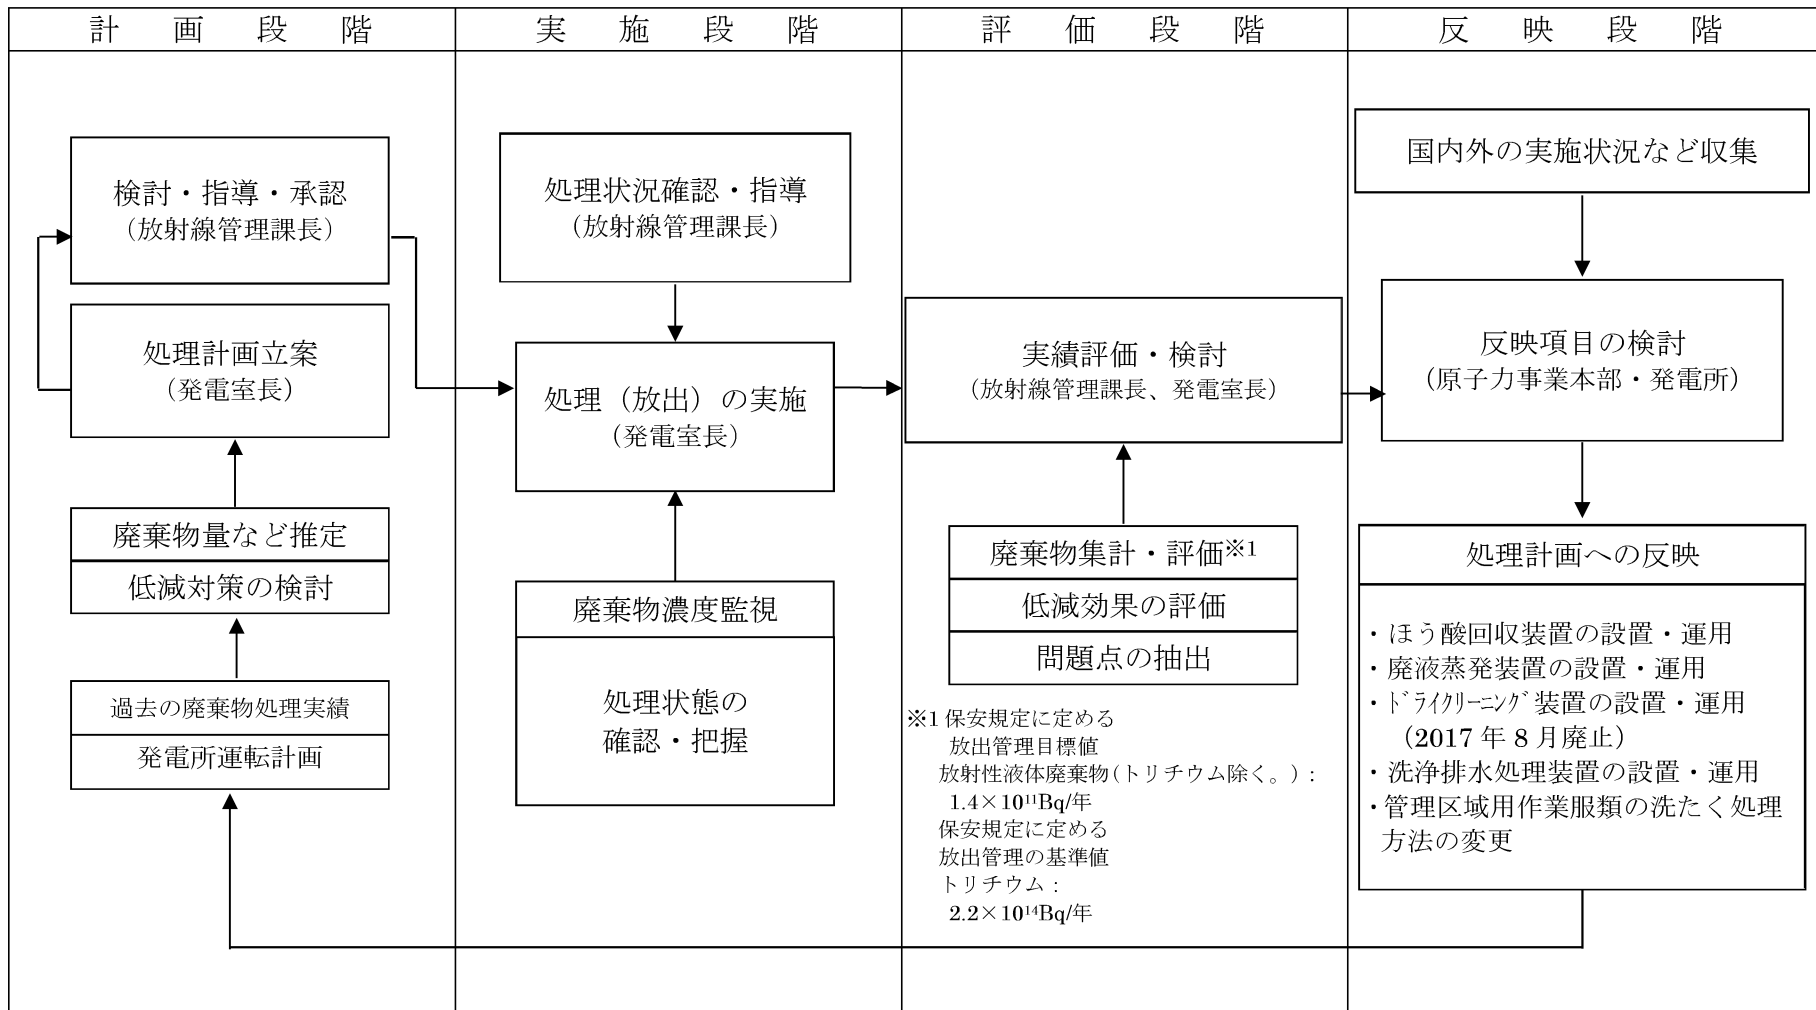 計画段階
実施段階
評価段階
反映段階
検討・指導・承認
（放射線管理課長）
処理計画立案
（発電室長）
廃棄物量など推定
低減対策の検討
過去の廃棄物処理実績
発電所運転計画
処理状況確認・指導
（放射線管理課長）
処理（放出）の実施
（発電室長）
廃棄物濃度監視
処理状態の
確認・把握
実績評価・検討
（放射線管理課長、発電室長）
廃棄物集計・評価※1
低減効果の評価
問題点の抽出
※1 保安規定に定める
放出管理目標値
放射性液体廃棄物（トリチウム除く。）:
1.4×10¹¹Bq/年
保安規定に定める
放出管理の基準値
トリチウム：
2.2×10¹⁴Bq/年
国内外の実施状況など収集
反映項目の検討
（原子力事業本部・発電所）
処理計画への反映
・ほう酸回収装置の設置・運用
・廃液蒸発装置の設置・運用
・ﾄﾞﾗｲｸﾘｰﾆﾝｸﾞ装置の設置・運用
（2017 年 8 月廃止）
・洗浄排水処理装置の設置・運用
・管理区域用作業服類の洗たく処理
方法の変更